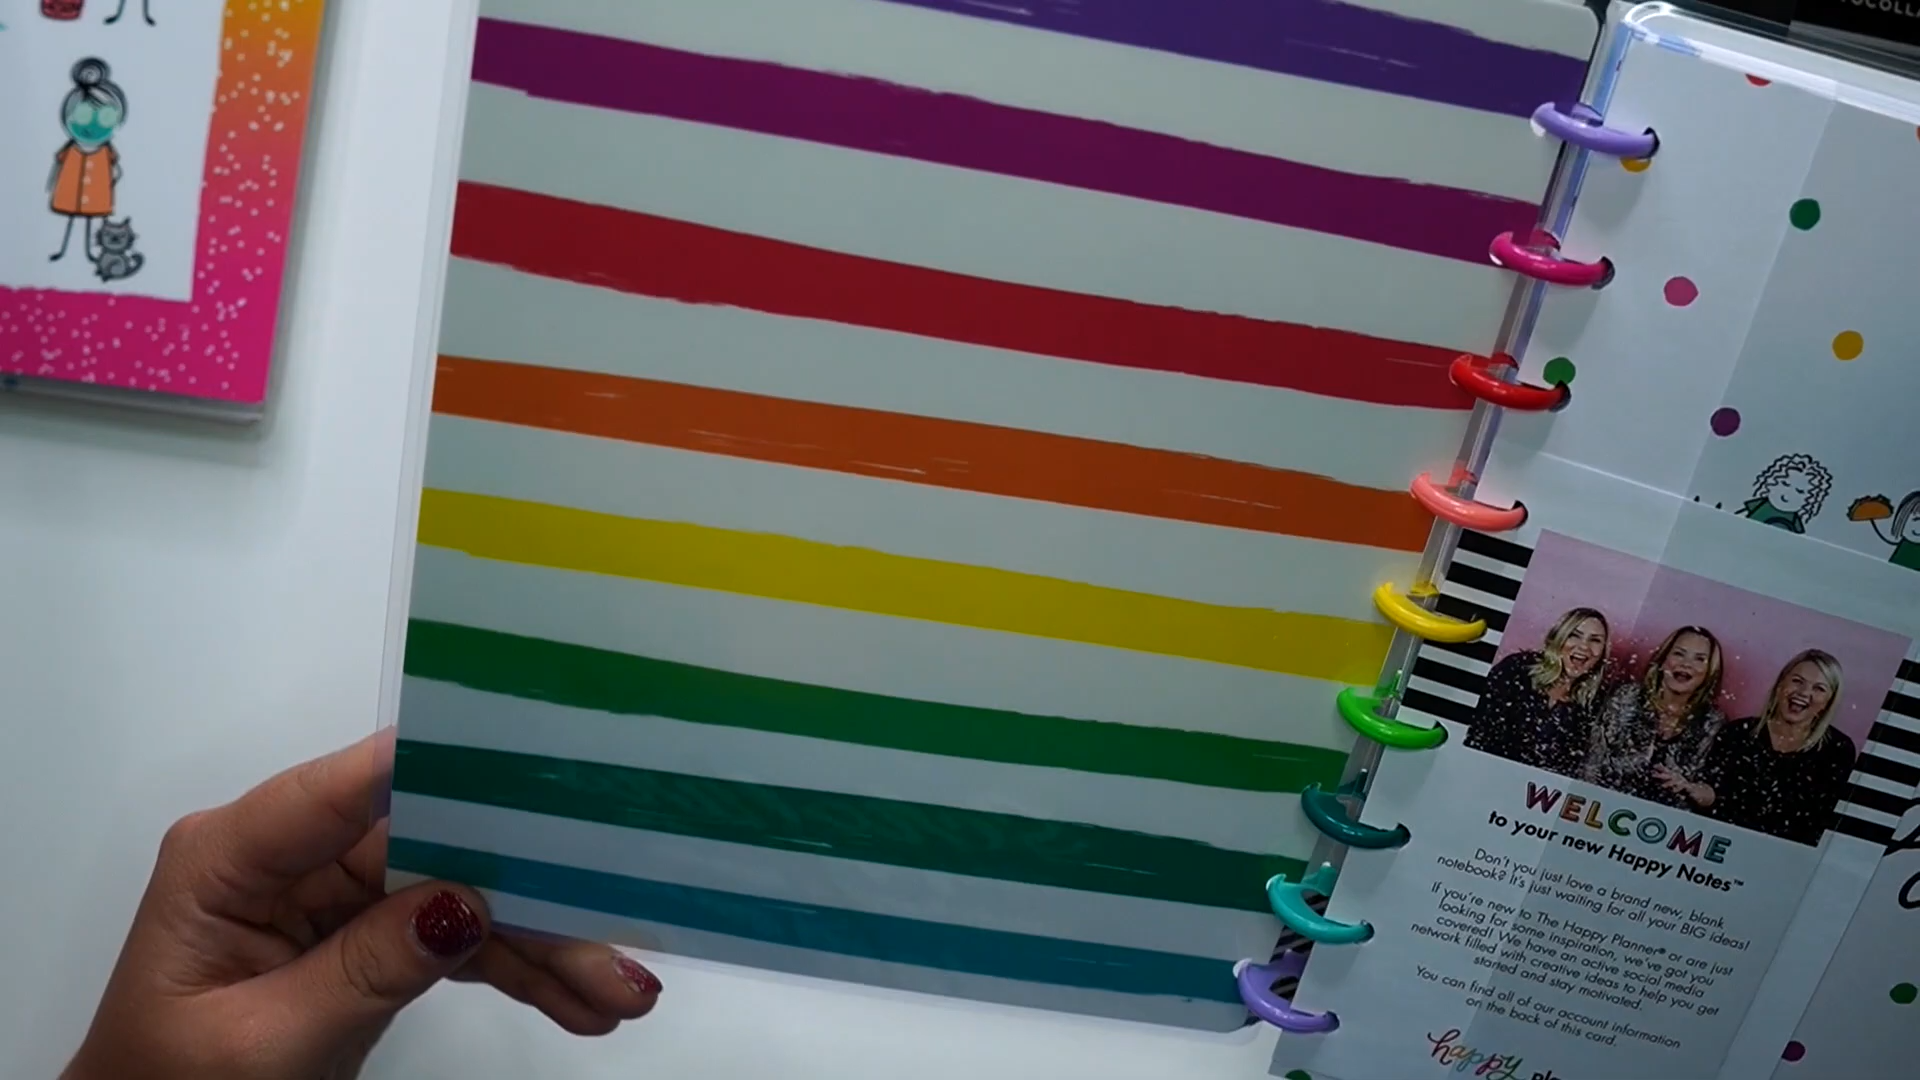 WELCOME
to your new Happy Notes™
Don't you just love a brand new, blank
notebook? It's just waiting for all your BIG ideas!
If you're new to The Happy Planner® or are just
looking for some inspiration, we've got you
covered! We have an active social media
network filled with creative ideas to help you get
started and stay motivated.
You can find all of our account information
on the back of this card.
happy